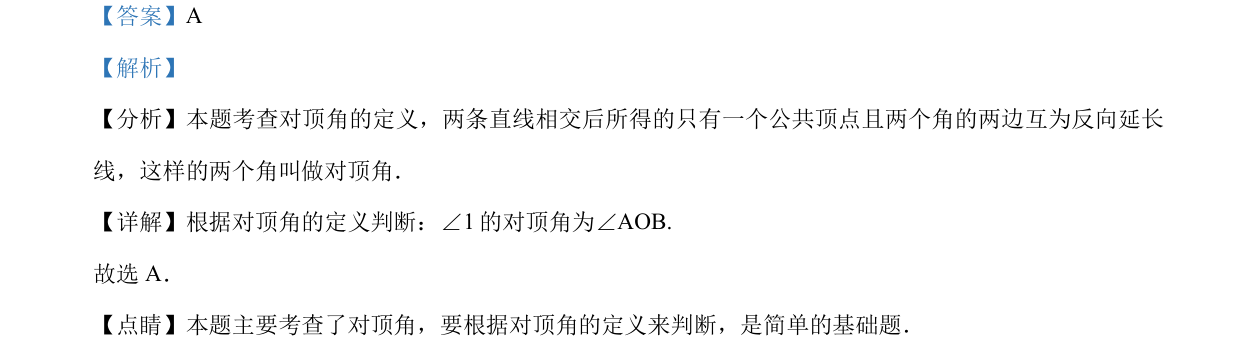 【答案】A
【解析】
【分析】本题考查对顶角的定义，两条直线相交后所得的只有一个公共顶点且两个角的两边互为反向延长
线，这样的两个角叫做对顶角．
【详解】根据对顶角的定义判断：∠1 的对顶角为∠AOB.
故选 A．
【点睛】本题主要考查了对顶角，要根据对顶角的定义来判断，是简单的基础题．